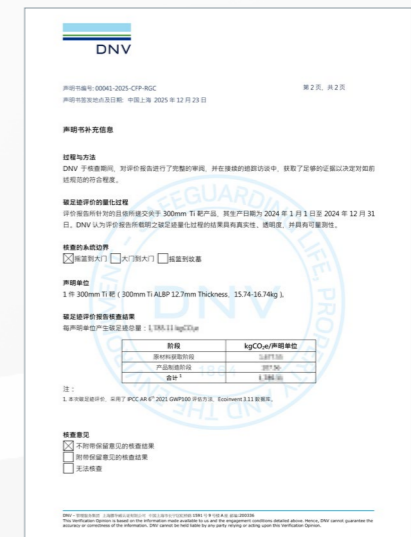 DNV
声明书编号: 00041-2025-CFP-RGC
第 2 页, 共 2 页
声明书签发地点及日期: 中国上海 2025 年 12 月 23 日
声明书补充信息
过程与方法
DNV 于核查期间, 对评价报告进行了完整的审阅, 并在接续的追踪访谈中, 获取了足够的证据以决定对如前
述规范的符合程度。
碳足迹评价的量化过程
评价报告所针对的目倍所提交关于 300mm Ti 靶产品, 其生产日期为 2024 年 1 月 1 日至 2024 年 12 月 31
日。DNV 认为评价报告所载明之碳足迹量化过程的结果具有真实性、透明度, 并具有可量测性。
核查的系统边界
摇篮到大门 大门到大门 摇篮到坟墓
声明单位
1 件 300mm Ti 靶 ( 300mm Ti ALBP 12.7mm Thickness, 15.74-16.74kg )。
碳足迹评价报告核查结果
每声明单位产生碳足迹总量:
阶段 kgCO₂e/声明单位
原材料获取阶段
产品制造阶段
合计 1
注:
1. 本项碳足迹评价, 采用了 IPCC AR 6th 2021 GWP100 评估方法, Ecoinvent 3.11 数据库。
核查意见
不附带保留意见的核查结果
附带保留意见的核查结果
无法核查
This Verification Opinion is based on the information made available to us and the engagement conditions detailed above. Hence, DNV cannot guarantee the
accuracy or correctness of the information. DNV cannot be held liable by any party relying or acting upon this Verification Opinion.
SAFEGUARDING LIFE, PROPERTY
1864